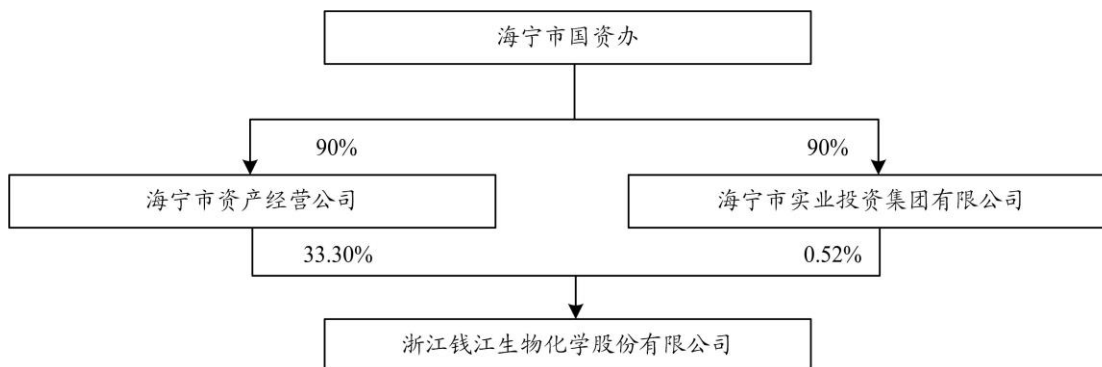 海宁市国资办
90%
90%
海宁市资产经营公司
海宁市实业投资集团有限公司
33.30%
0.52%
浙江钱江生物化学股份有限公司